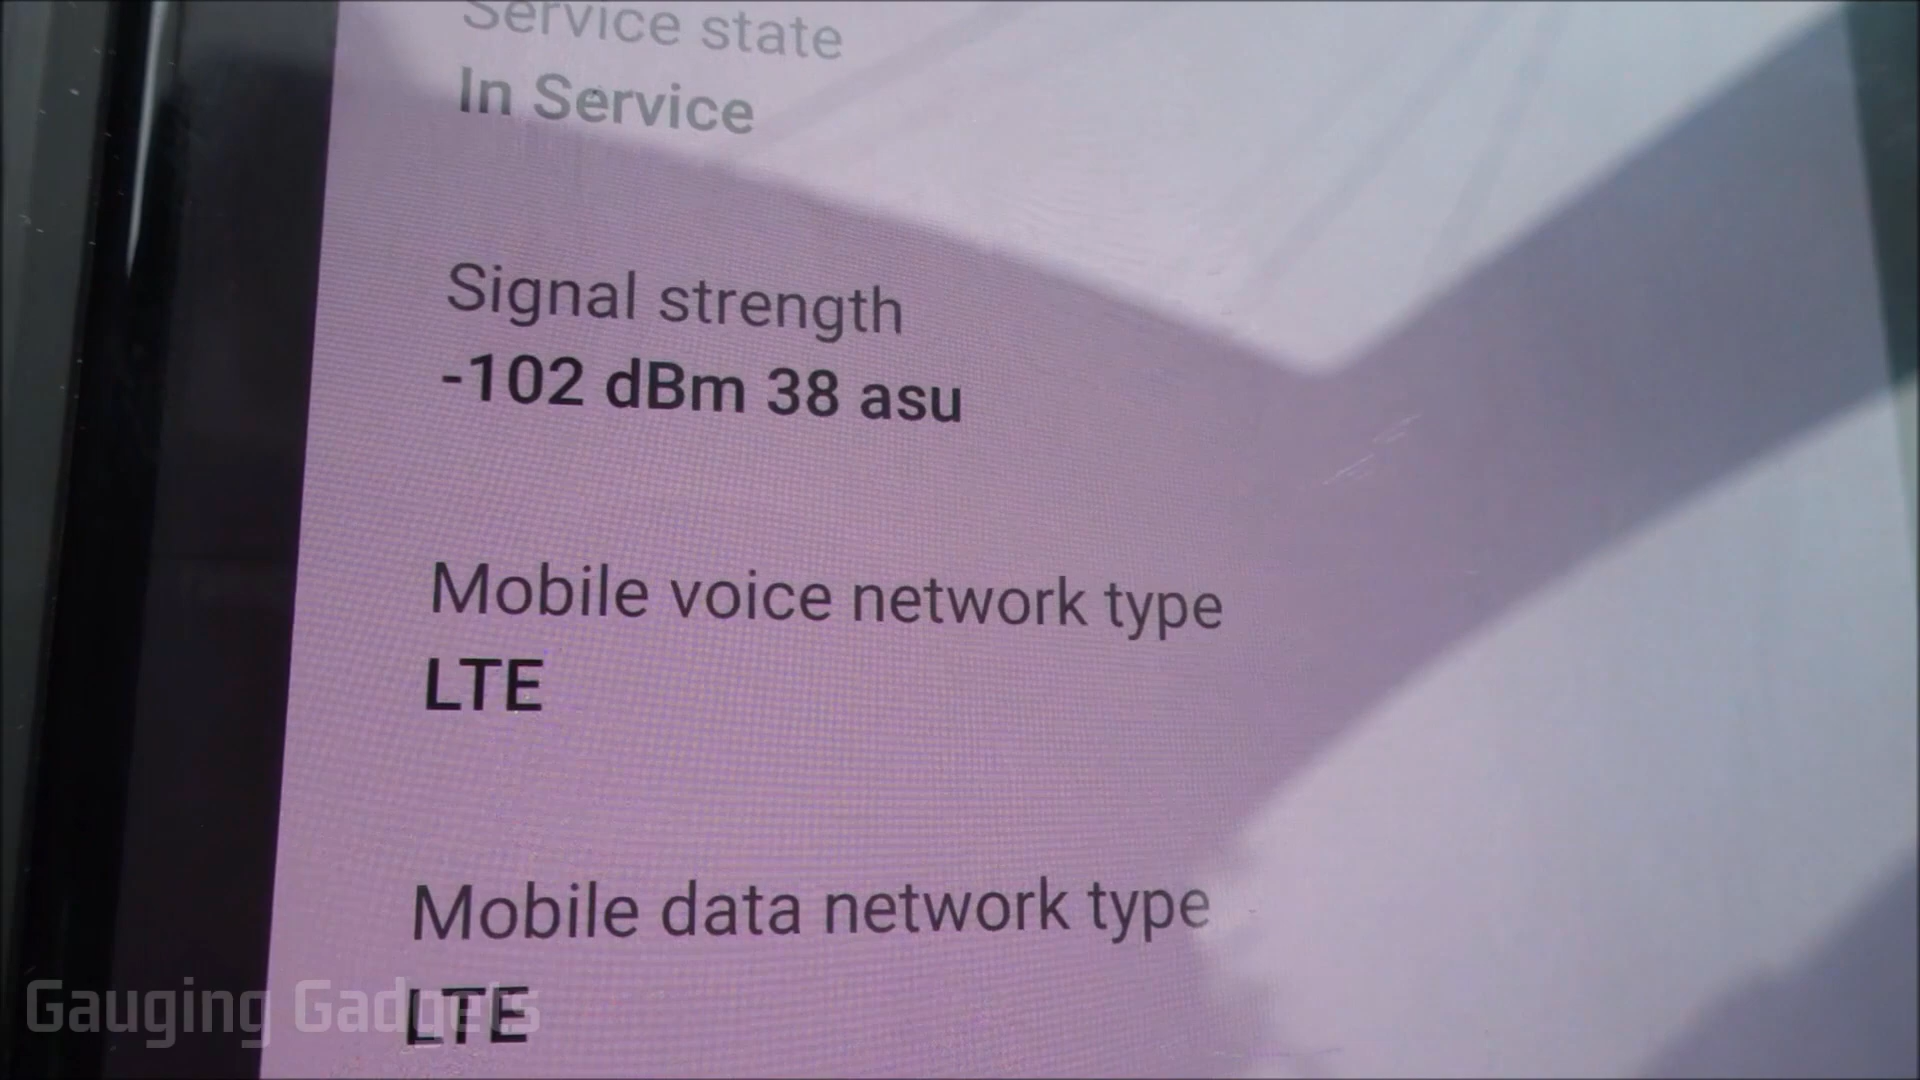 Service state
In Service
Signal strength
-102 dBm 38 asu
Mobile voice network type
LTE
Mobile data network type
LTE
Gauging Gadgets